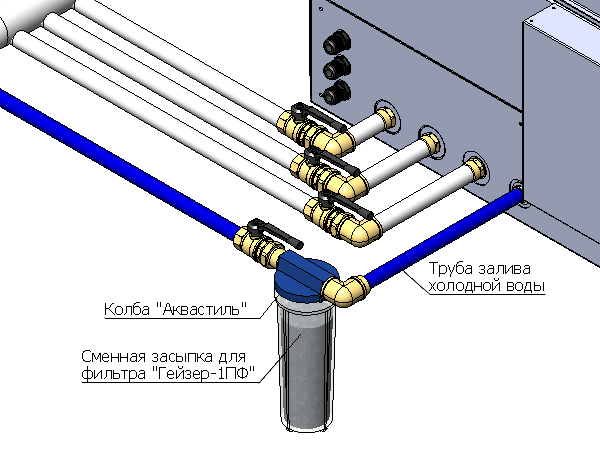 Труба залива
холодной воды
Колба "Аквастиль"
Сменная засыпка для
фильтра "Гейзер-1ПФ"